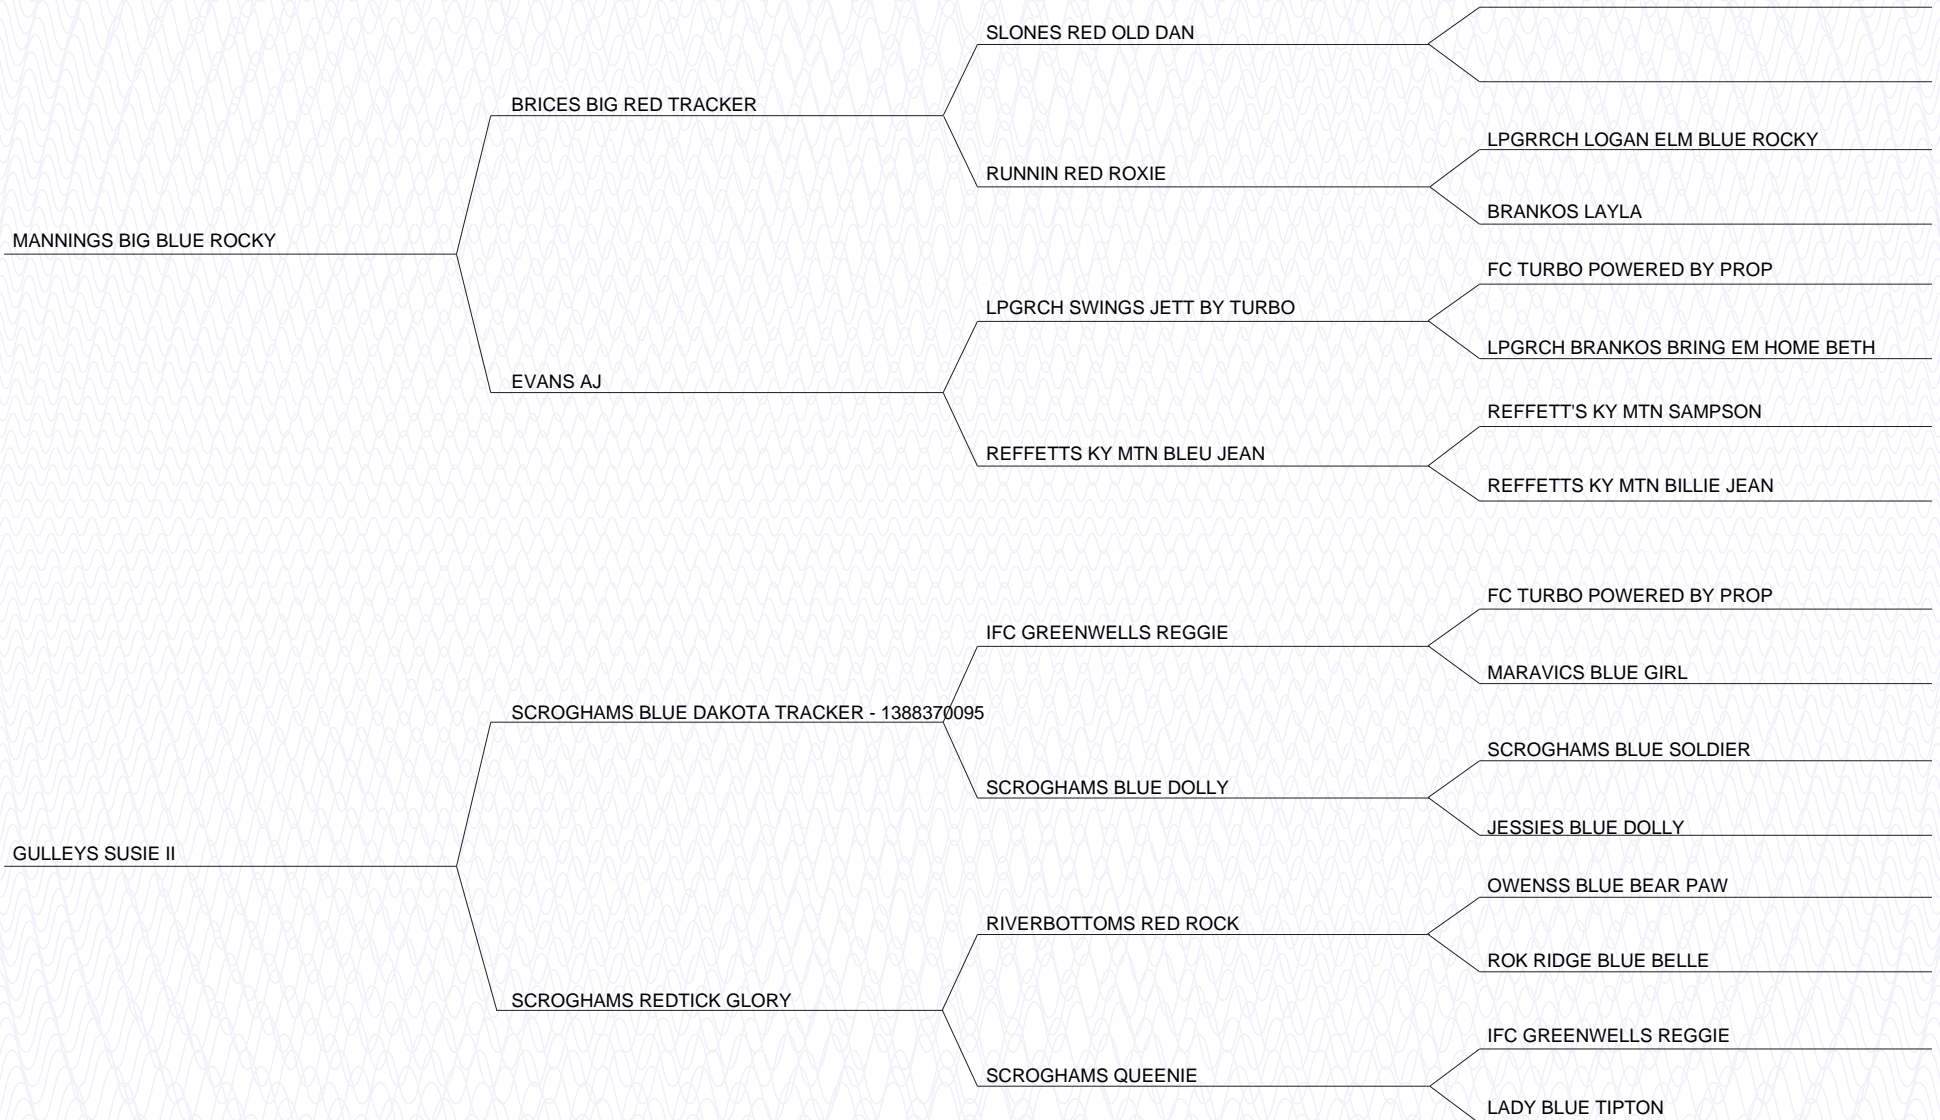 SLONES RED OLD DAN
BRICES BIG RED TRACKER
LPGRRCH LOGAN ELM BLUE ROCKY
RUNNIN RED ROXIE
BRANKOS LAYLA
MANNINGS BIG BLUE ROCKY
FC TURBO POWERED BY PROP
LPGRCH SWINGS JETT BY TURBO
LPGRCH BRANKOS BRING EM HOME BETH
EVANS AJ
REFFETT'S KY MTN SAMPSON
REFFETTS KY MTN BLEU JEAN
REFFETTS KY MTN BILLIE JEAN
FC TURBO POWERED BY PROP
IFC GREENWELLS REGGIE
MARAVICS BLUE GIRL
SCROGHAMS BLUE DAKOTA TRACKER - 1388370095
SCROGHAMS BLUE SOLDIER
SCROGHAMS BLUE DOLLY
JESSIES BLUE DOLLY
GULLEYS SUSIE II
OWENSS BLUE BEAR PAW
RIVERBOTTOMS RED ROCK
ROK RIDGE BLUE BELLE
SCROGHAMS REDTICK GLORY
IFC GREENWELLS REGGIE
SCROGHAMS QUEENIE
LADY BLUE TIPTON